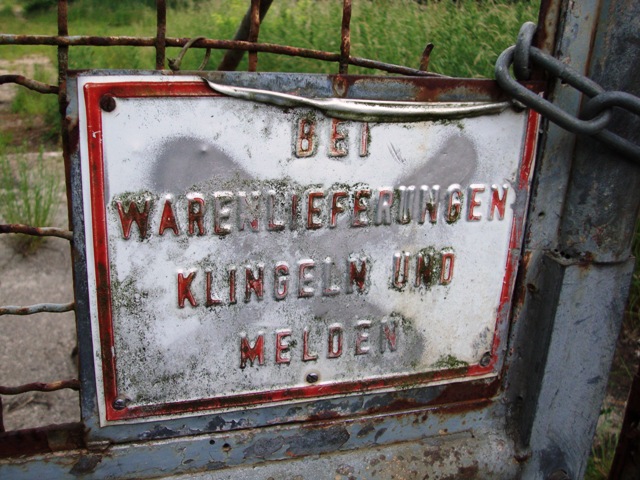 BEI
WARENLIEFERUNGEN
KLINGELN UND
MELDEN